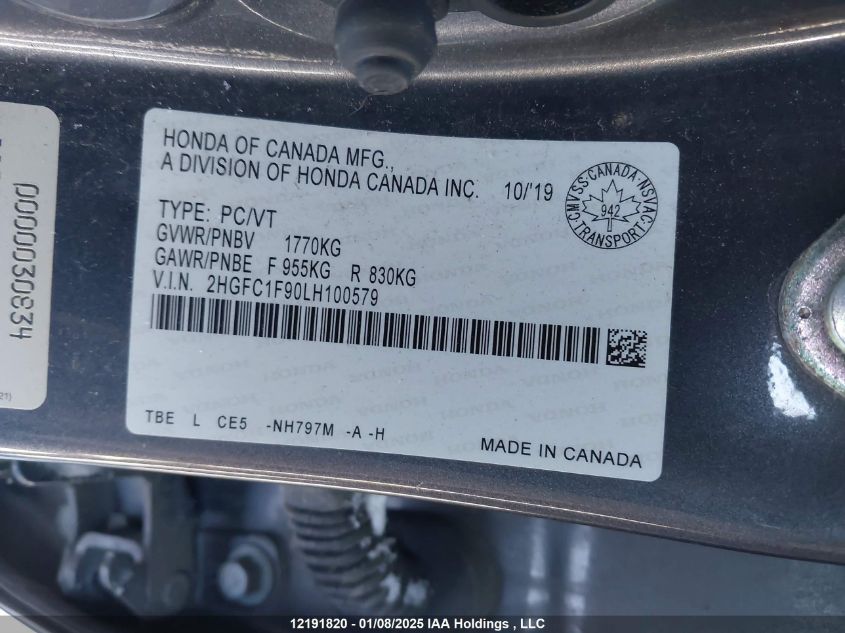 HONDA OF CANADA MFG.,
A DIVISION OF HONDA CANADA INC. 10/'19
CMVSS·CANADA·NSVAC
942
TRANSPORT
TYPE: PC/VT
GVWR/PNBV 1770KG
GAWR/PNBE F 955KG R 830KG
V.I.N. 2HGFC1F90LH100579
TBE L CE5 -NH797M -A -H
MADE IN CANADA
0000030834
21)
12191820 - 01/08/2025 IAA Holdings , LLC